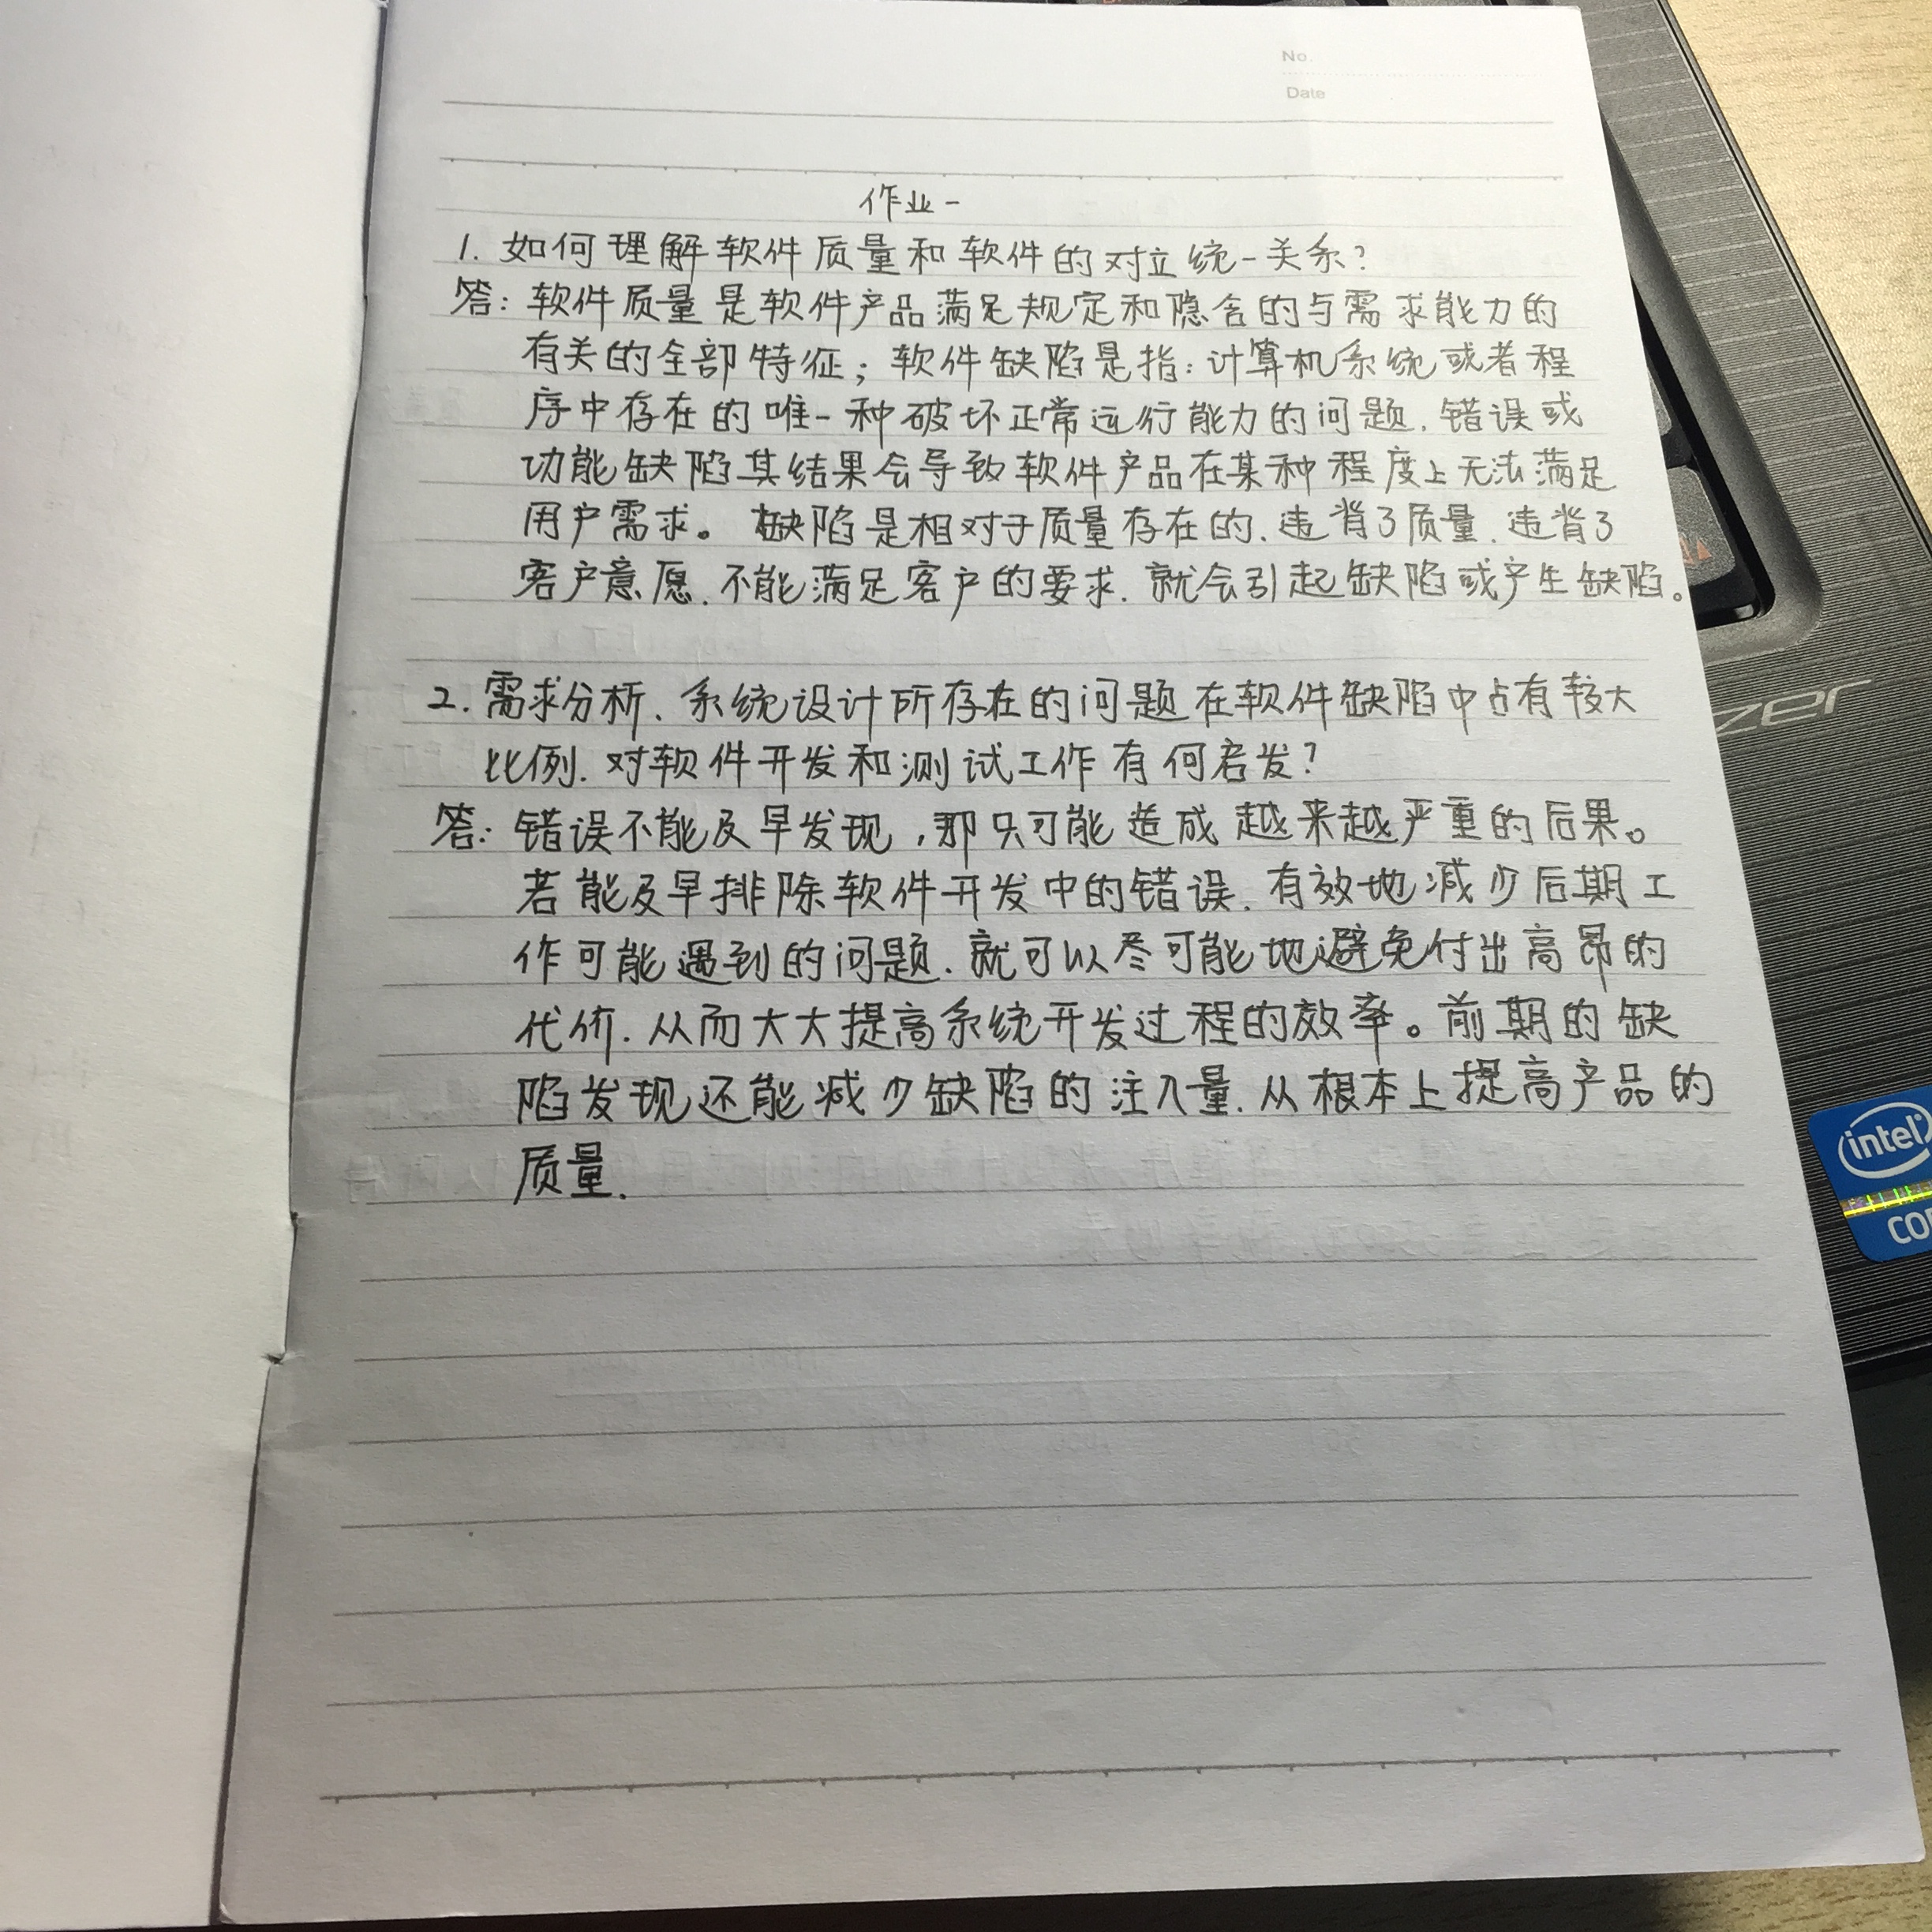 No.
Date
作业一
1. 如何理解软件质量和软件的对立统一关系?
答: 软件质量是软件产品满足规定和隐含的与需求能力的
有关的全部特征; 软件缺陷是指: 计算机系统或者程
序中存在的唯一种破坏正常运行能力的问题、错误或
功能缺陷其结果会导致软件产品在某种程度上无法满足
用户需求。缺陷是相对于质量存在的、违背了质量、违背了
客户意愿、不能满足客户的要求、就会引起缺陷或产生缺陷。
2. 需求分析、系统设计所存在的问题在软件缺陷中占有较大
比例、对软件开发和测试工作有何启发?
答: 错误不能及早发现,那只可能造成越来越严重的后果。
若能及早排除软件开发中的错误、有效地减少后期工
作可能遇到的问题、就可以尽可能地避免付出高昂的
代价、从而大大提高系统开发过程的效率。前期的缺
陷发现还能减少缺陷的注入量、从根本上提高产品的
质量.
zer
intel